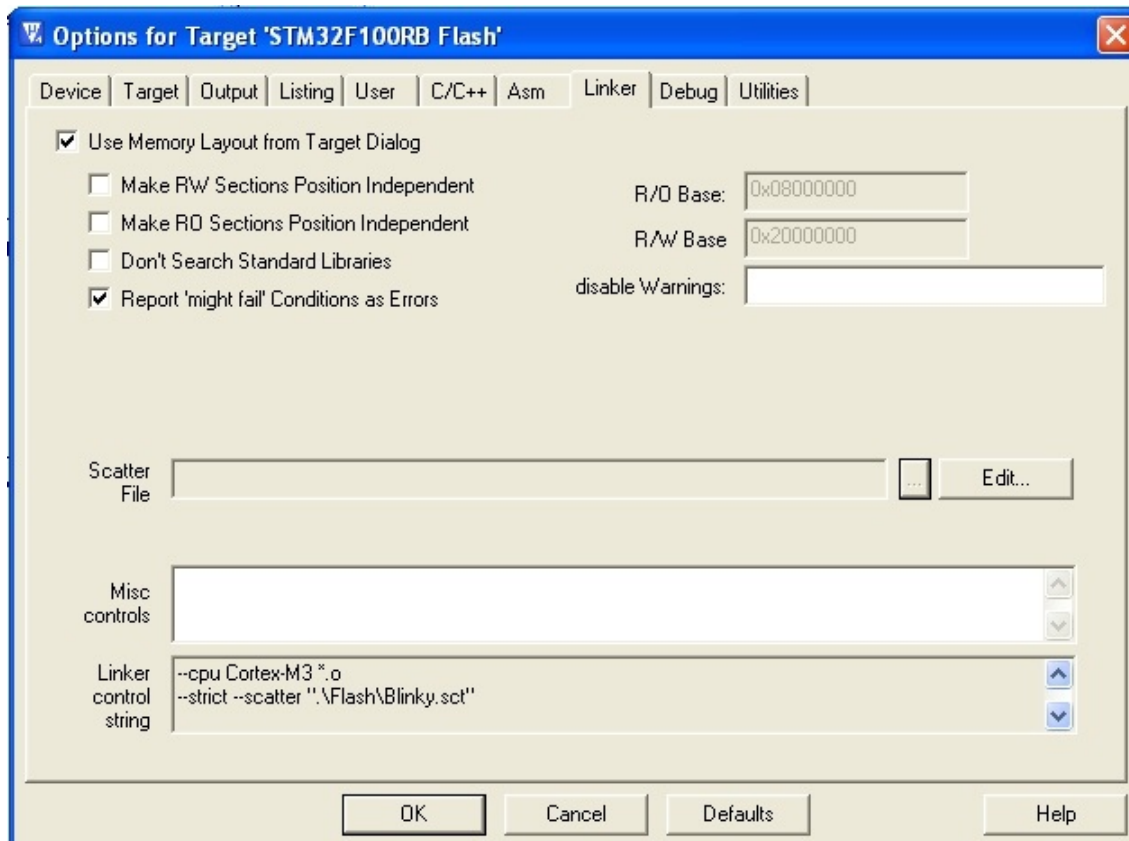 Options for Target 'STM32F100RB Flash'
Device Target Output Listing User C/C++ Asm Linker Debug Utilities
Use Memory Layout from Target Dialog
Make RW Sections Position Independent
R/O Base: 0x08000000
Make RO Sections Position Independent
R/W Base 0x20000000
Don't Search Standard Libraries
disable Warnings:
Report 'might fail' Conditions as Errors
Scatter
File
... Edit...
Misc
controls
Linker
control
string
--cpu Cortex-M3 *.o
--strict --scatter ".\Flash\Blinky.sct"
OK Cancel Defaults Help